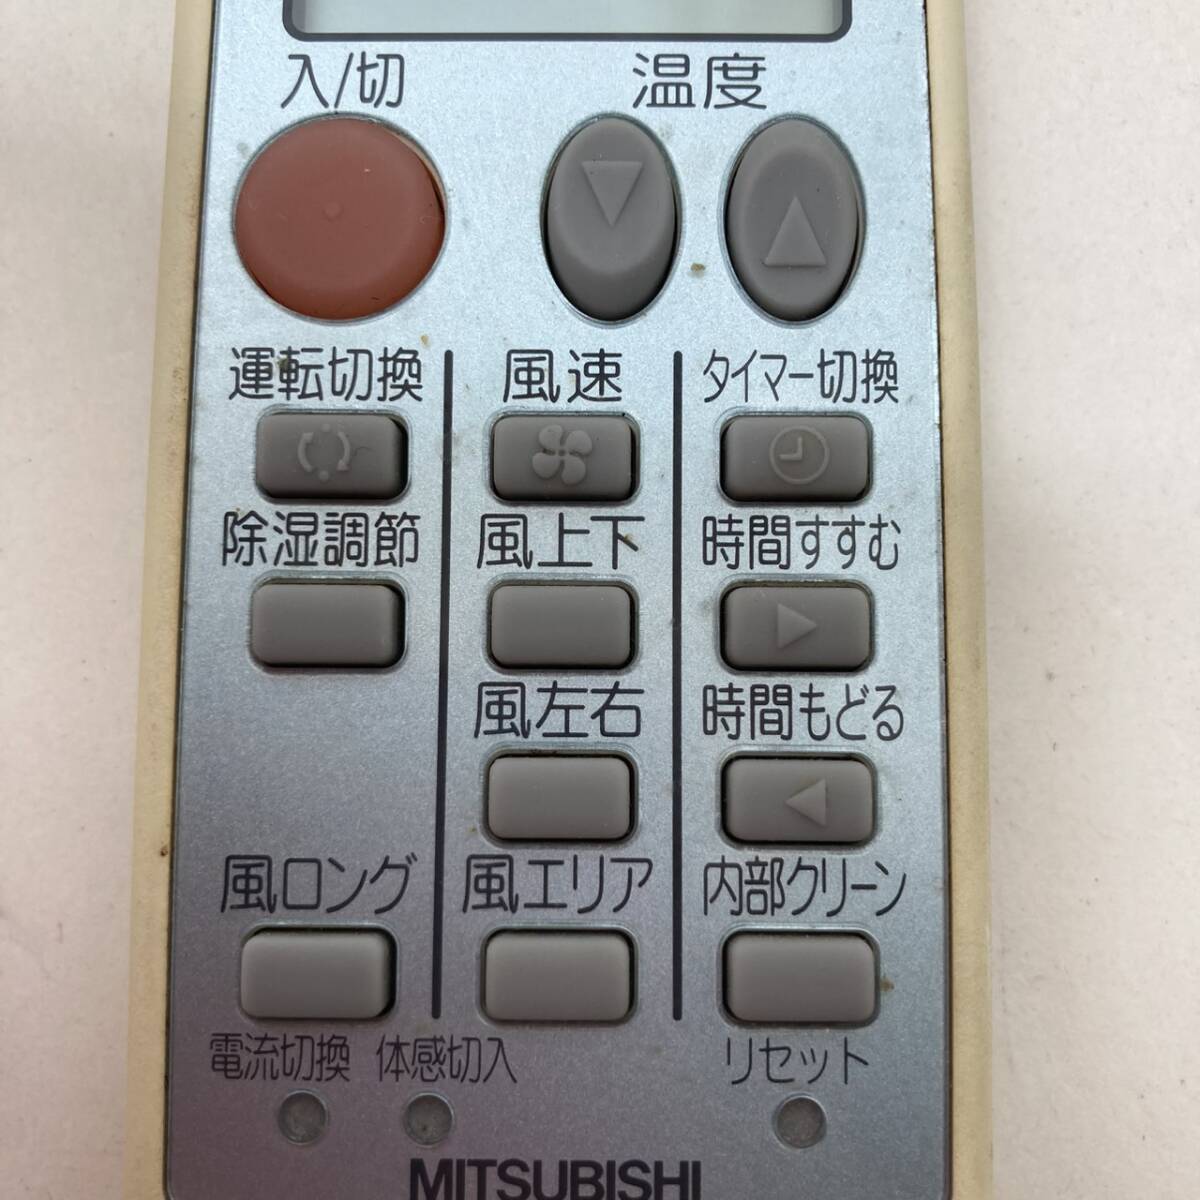 入/切 温度
運転切換 風速 タイマー切換
除湿調節 風上下 時間すすむ
風左右 時間もどる
風ロング 風エリア 内部クリーン
電流切換 体感切入 リセット
MITSUBISHI